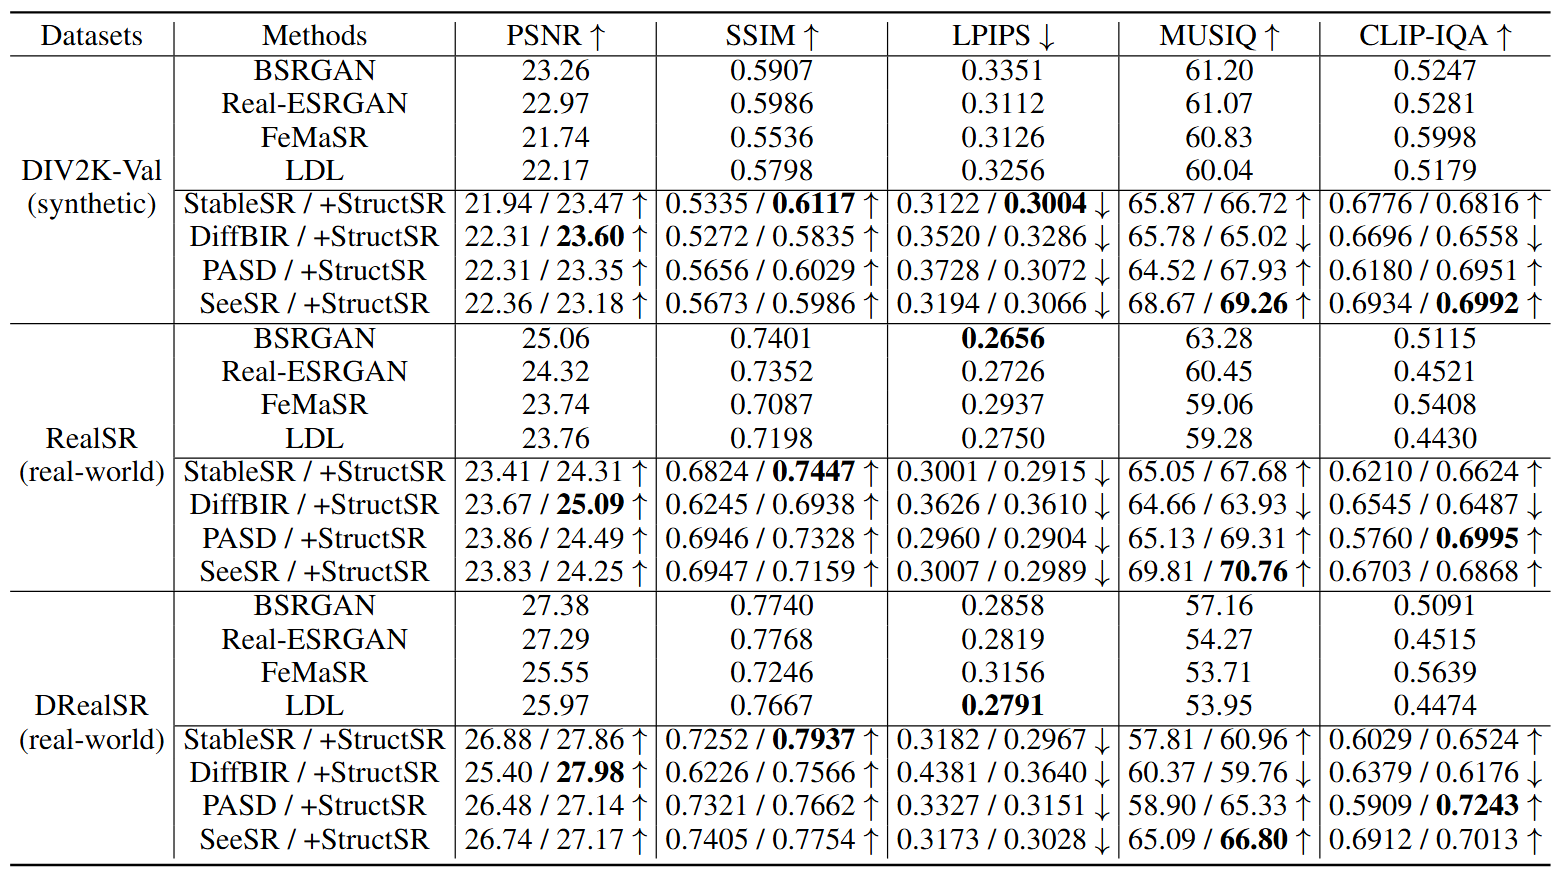 Datasets Methods PSNR ↑ SSIM ↑ LPIPS ↓ MUSIQ ↑ CLIP-IQA ↑
BSRGAN 23.26 0.5907 0.3351 61.20 0.5247
Real-ESRGAN 22.97 0.5986 0.3112 61.07 0.5281
FeMaSR 21.74 0.5536 0.3126 60.83 0.5998
DIV2K-Val LDL 22.17 0.5798 0.3256 60.04 0.5179
(synthetic) StableSR / +StructSR 21.94 / 23.47 ↑ 0.5335 / 0.6117 ↑ 0.3122 / 0.3004 ↓ 65.87 / 66.72 ↑ 0.6776 / 0.6816 ↑
DiffBIR / +StructSR 22.31 / 23.60 ↑ 0.5272 / 0.5835 ↑ 0.3520 / 0.3286 ↓ 65.78 / 65.02 ↓ 0.6696 / 0.6558 ↓
PASD / +StructSR 22.31 / 23.35 ↑ 0.5656 / 0.6029 ↑ 0.3728 / 0.3072 ↓ 64.52 / 67.93 ↑ 0.6180 / 0.6951 ↑
SeeSR / +StructSR 22.36 / 23.18 ↑ 0.5673 / 0.5986 ↑ 0.3194 / 0.3066 ↓ 68.67 / 69.26 ↑ 0.6934 / 0.6992 ↑
BSRGAN 25.06 0.7401 0.2656 63.28 0.5115
Real-ESRGAN 24.32 0.7352 0.2726 60.45 0.4521
FeMaSR 23.74 0.7087 0.2937 59.06 0.5408
RealSR LDL 23.76 0.7198 0.2750 59.28 0.4430
(real-world) StableSR / +StructSR 23.41 / 24.31 ↑ 0.6824 / 0.7447 ↑ 0.3001 / 0.2915 ↓ 65.05 / 67.68 ↑ 0.6210 / 0.6624 ↑
DiffBIR / +StructSR 23.67 / 25.09 ↑ 0.6245 / 0.6938 ↑ 0.3626 / 0.3610 ↓ 64.66 / 63.93 ↓ 0.6545 / 0.6487 ↓
PASD / +StructSR 23.86 / 24.49 ↑ 0.6946 / 0.7328 ↑ 0.2960 / 0.2904 ↓ 65.13 / 69.31 ↑ 0.5760 / 0.6995 ↑
SeeSR / +StructSR 23.83 / 24.25 ↑ 0.6947 / 0.7159 ↑ 0.3007 / 0.2989 ↓ 69.81 / 70.76 ↑ 0.6703 / 0.6868 ↑
BSRGAN 27.38 0.7740 0.2858 57.16 0.5091
Real-ESRGAN 27.29 0.7768 0.2819 54.27 0.4515
FeMaSR 25.55 0.7246 0.3156 53.71 0.5639
DRealSR LDL 25.97 0.7667 0.2791 53.95 0.4474
(real-world) StableSR / +StructSR 26.88 / 27.86 ↑ 0.7252 / 0.7937 ↑ 0.3182 / 0.2967 ↓ 57.81 / 60.96 ↑ 0.6029 / 0.6524 ↑
DiffBIR / +StructSR 25.40 / 27.98 ↑ 0.6226 / 0.7566 ↑ 0.4381 / 0.3640 ↓ 60.37 / 59.76 ↓ 0.6379 / 0.6176 ↓
PASD / +StructSR 26.48 / 27.14 ↑ 0.7321 / 0.7662 ↑ 0.3327 / 0.3151 ↓ 58.90 / 65.33 ↑ 0.5909 / 0.7243 ↑
SeeSR / +StructSR 26.74 / 27.17 ↑ 0.7405 / 0.7754 ↑ 0.3173 / 0.3028 ↓ 65.09 / 66.80 ↑ 0.6912 / 0.7013 ↑